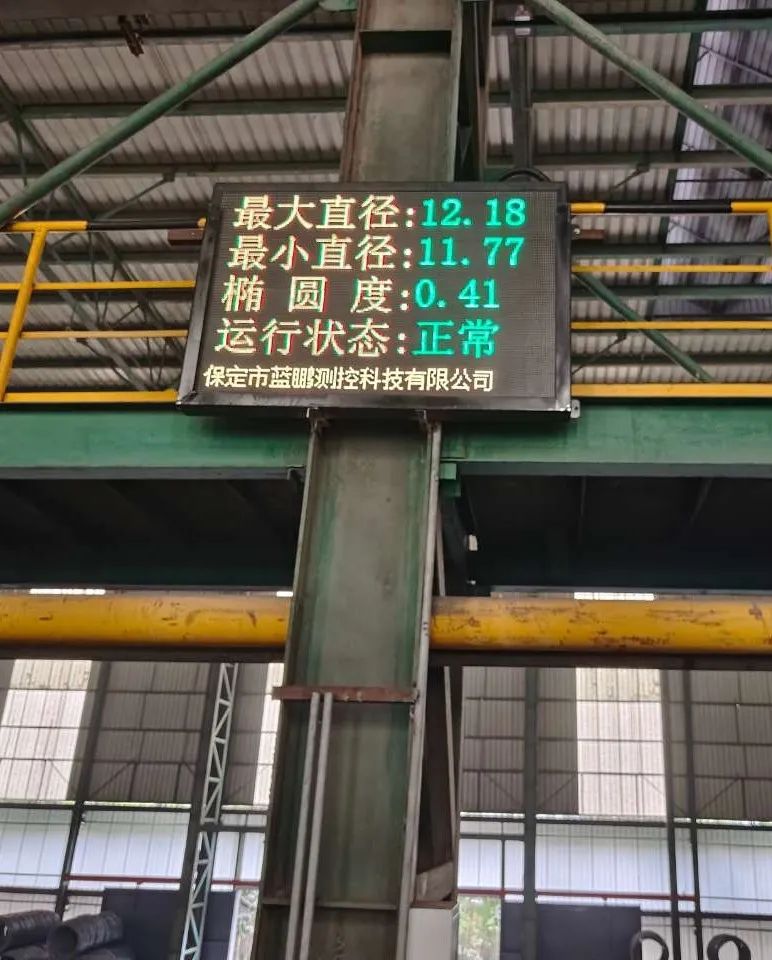 最大直径:12.18
最小直径:11.77
椭圆度:0.41
运行状态:正常
保定市蓝鹏测控科技有限公司